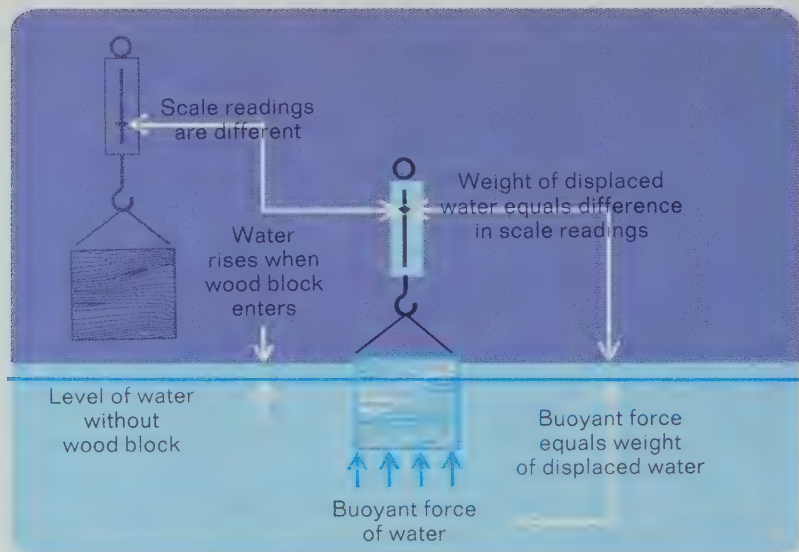 Scale readings
are different
Weight of displaced
water equals difference
in scale readings
Water
rises when
wood block
enters
Level of water
without
wood block
Buoyant force
equals weight
of displaced water
Buoyant force
of water